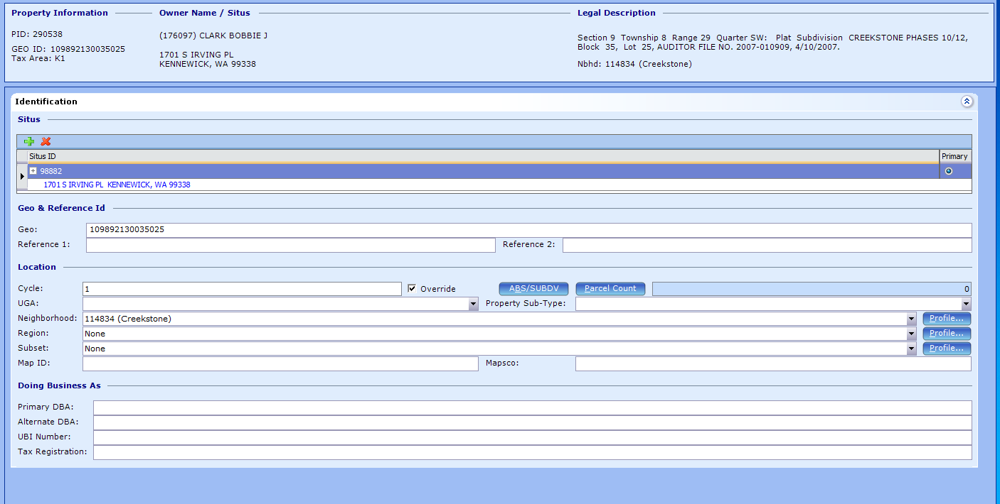 Property Information
Owner Name / Situs
Legal Description
PID: 290538
(176097) CLARK BOBBIE J
GEO ID: 109892130035025
Tax Area: K1
1701 S IRVING PL
KENNEWICK, WA 99338
Section 9 Township 8 Range 29 Quarter SW: Plat Subdivision CREEKSTONE PHASES 10/12,
Block 35, Lot 25, AUDITOR FILE NO. 2007-010909, 4/10/2007.
Nbhd: 114834 (Creekstone)
Identification
Situs
Situs ID Primary
98882
1701 S IRVING PL KENNEWICK, WA 99338
Geo & Reference Id
Geo: 109892130035025
Reference 1: Reference 2:
Location
Cycle: 1 Override ABS/SUBDV Parcel Count 0
UGA: Property Sub-Type:
Neighborhood: 114834 (Creekstone) Profile...
Region: None Profile...
Subset: None Profile...
Map ID: Mapsco:
Doing Business As
Primary DBA:
Alternate DBA:
UBI Number:
Tax Registration: